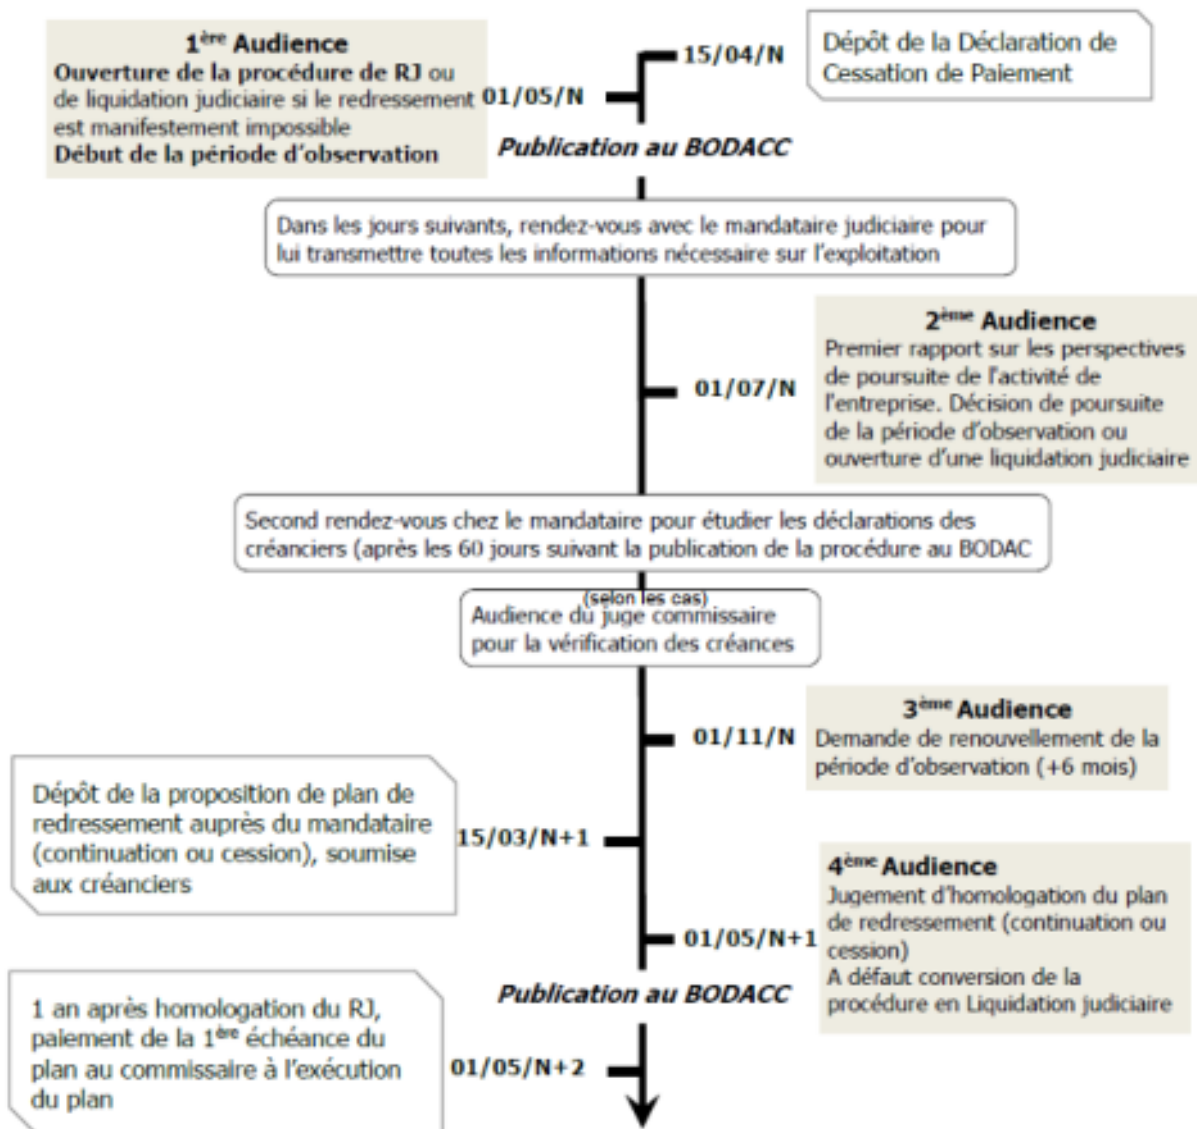 1ère Audience
Ouverture de la procédure de RJ ou
de liquidation judiciaire si le redressement
est manifestement impossible
Début de la période d'observation
15/04/N
Dépôt de la Déclaration de
Cessation de Paiement
01/05/N
Publication au BODACC
Dans les jours suivants, rendez-vous avec le mandataire judiciaire pour
lui transmettre toutes les informations nécessaire sur l'exploitation
2ème Audience
Premier rapport sur les perspectives
de poursuite de l'activité de
l'entreprise. Décision de poursuite
de la période d'observation ou
ouverture d'une liquidation judiciaire
01/07/N
Second rendez-vous chez le mandataire pour étudier les déclarations des
créanciers (après les 60 jours suivant la publication de la procédure au BODAC
(selon les cas)
Audience du juge commissaire
pour la vérification des créances
3ème Audience
01/11/N
Demande de renouvellement de la
période d'observation (+6 mois)
Dépôt de la proposition de plan de
redressement auprès du mandataire
(continuation ou cession), soumise
aux créanciers
15/03/N+1
4ème Audience
Jugement d'homologation du plan
de redressement (continuation ou
cession)
A défaut conversion de la
procédure en Liquidation judiciaire
01/05/N+1
Publication au BODACC
1 an après homologation du RJ,
paiement de la 1ère échéance du
plan au commissaire à l'exécution
du plan
01/05/N+2